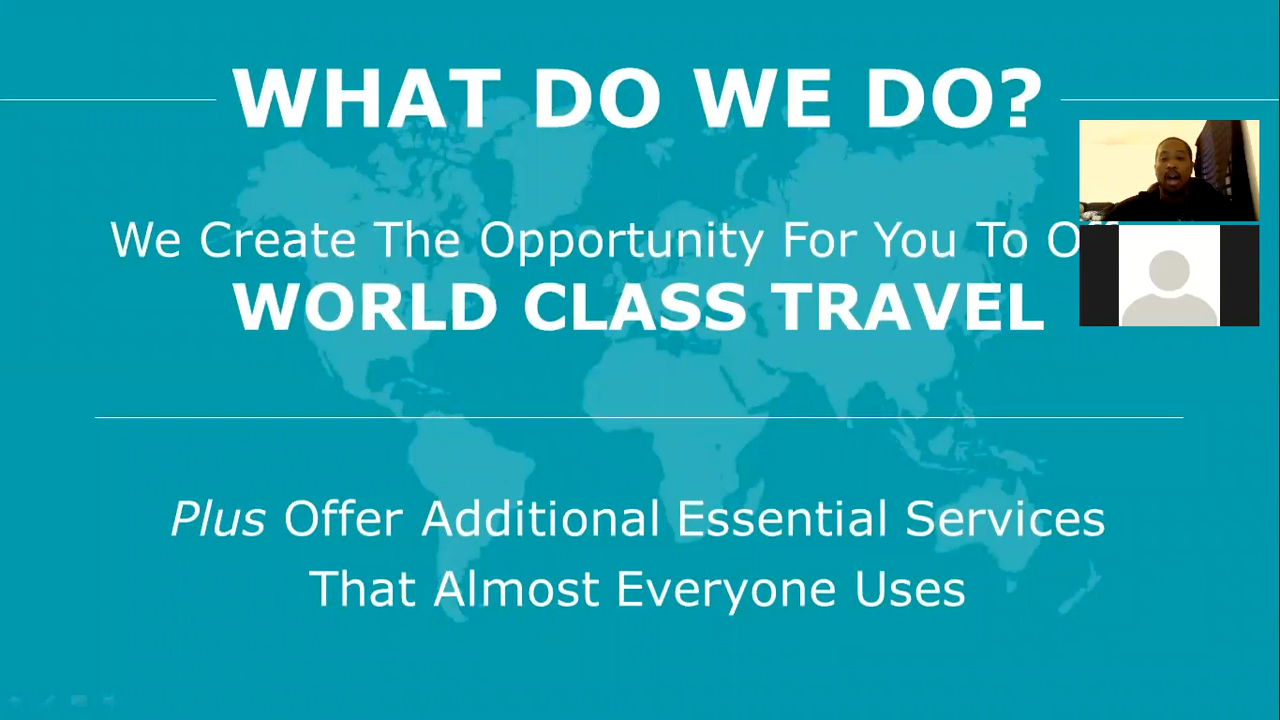 WHAT DO WE DO?
We Create The Opportunity For You To
WORLD CLASS TRAVEL
Plus Offer Additional Essential Services
That Almost Everyone Uses